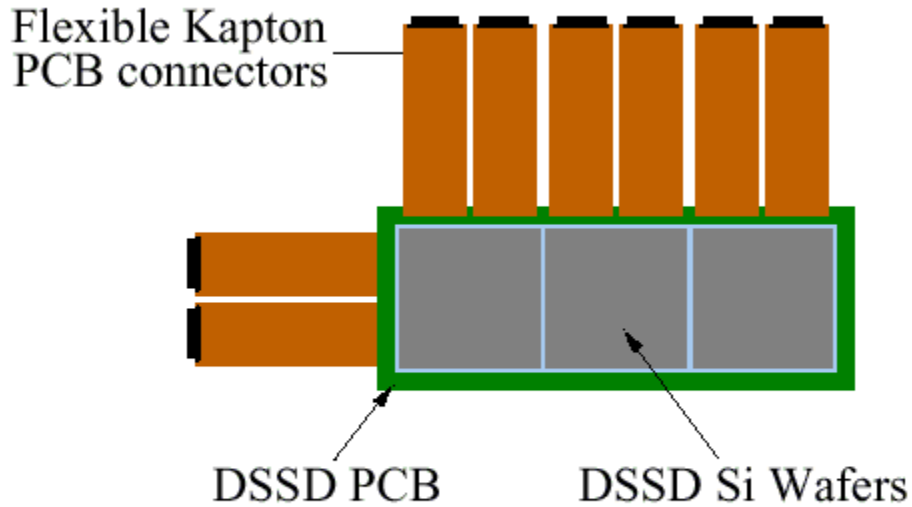 Flexible Kapton
PCB connectors
DSSD PCB
DSSD Si Wafers